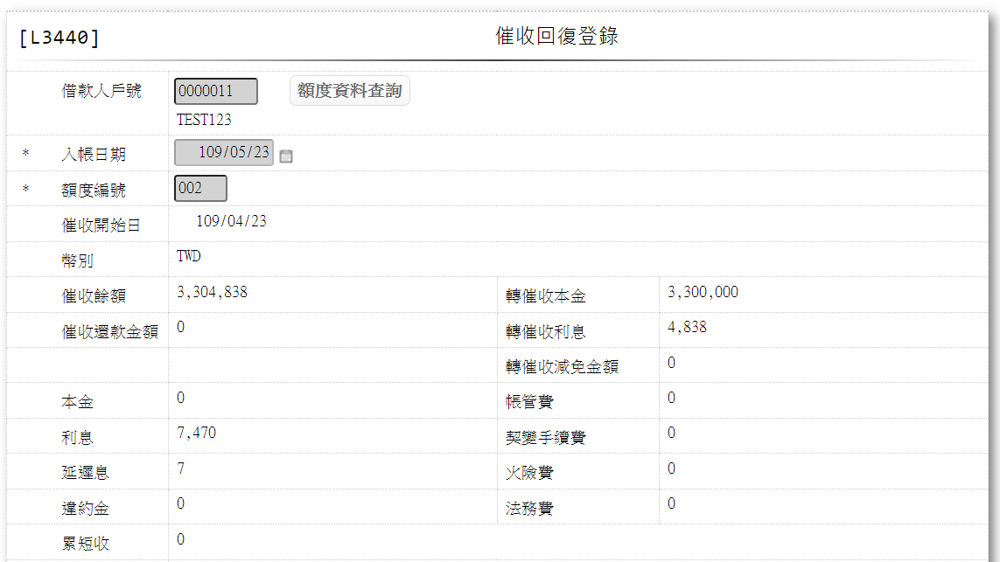 [L3440] 催收回復登錄
借款人戶號 0000011 額度資料查詢
TEST123
* 入帳日期 109/05/23
* 額度編號 002
催收開始日 109/04/23
幣別 TWD
催收餘額 3,304,838 轉催收本金 3,300,000
催收還款金額 0 轉催收利息 4,838
轉催收減免金額 0
本金 0 帳管費 0
利息 7,470 契變手續費 0
延遲息 7 火險費 0
違約金 0 法務費 0
累短收 0